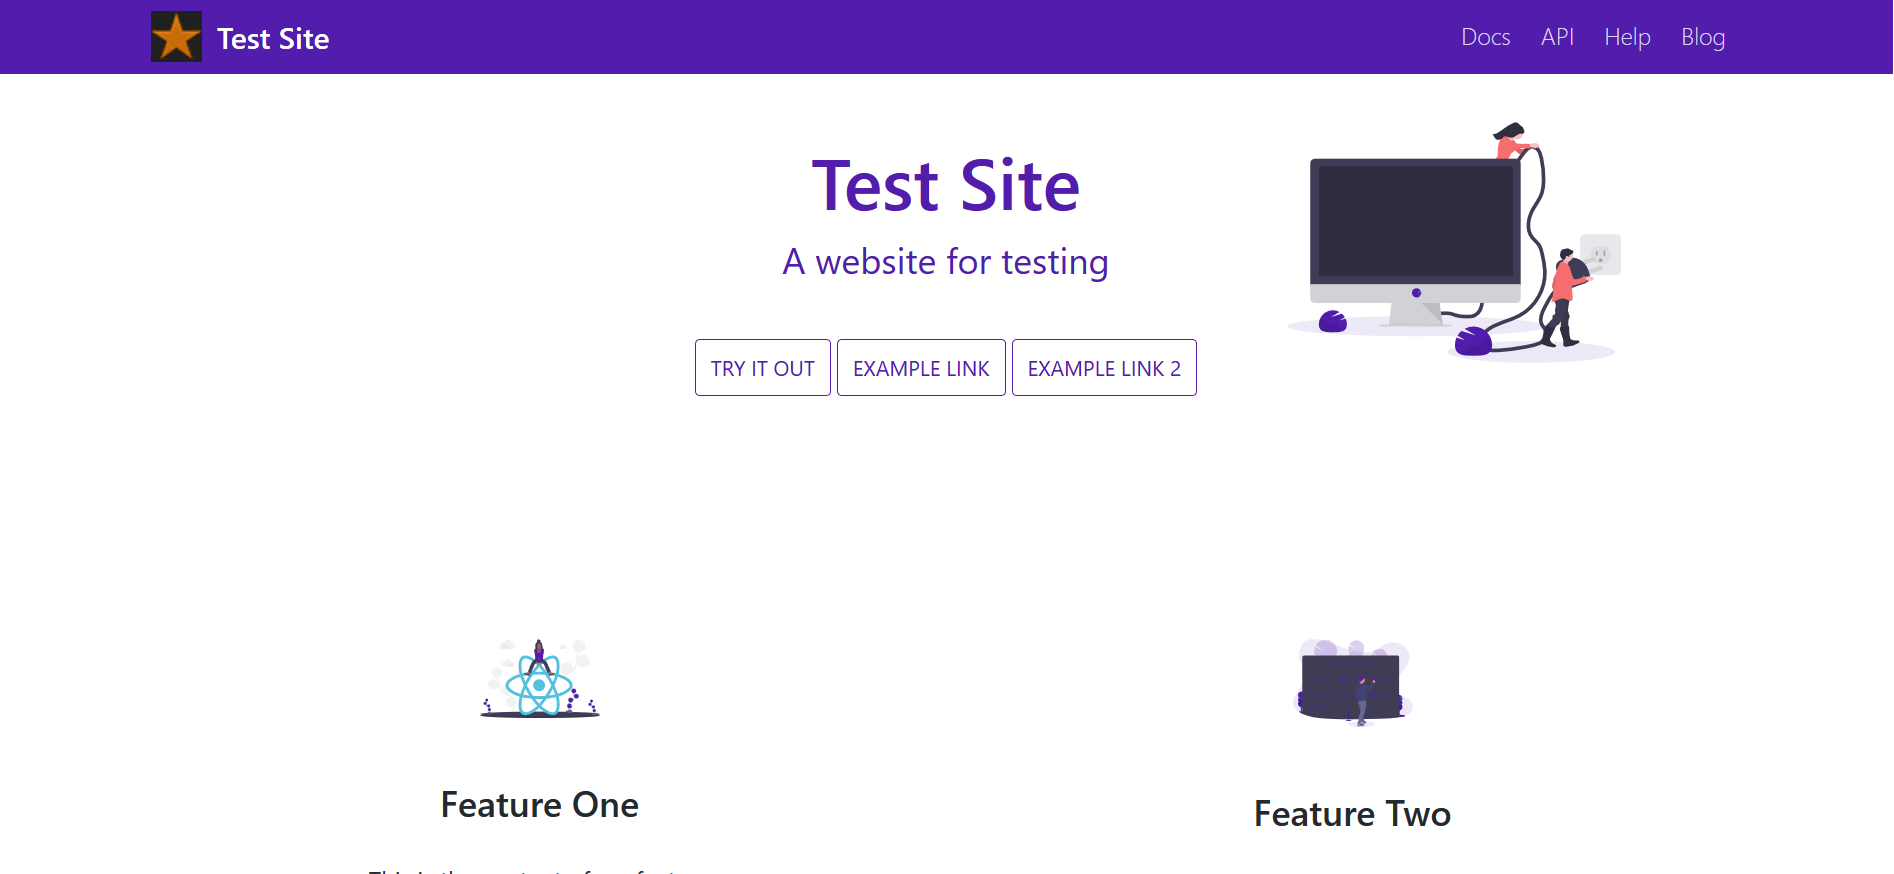 Test Site
Docs API Help Blog
Test Site
A website for testing
TRY IT OUT EXAMPLE LINK EXAMPLE LINK 2
Feature One
Feature Two